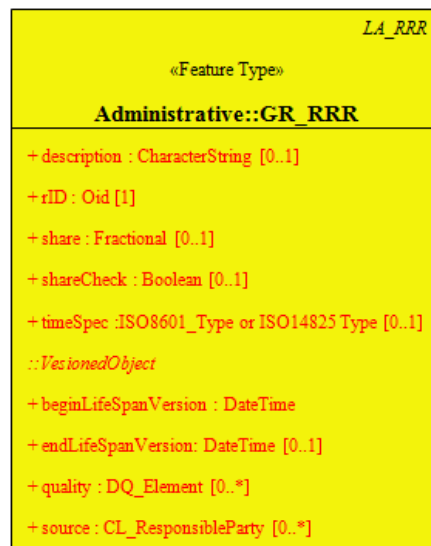 LA_RRR
«Feature Type»
Administrative::GR_RRR
+ description : CharacterString [0..1]
+ rID : Oid [1]
+ share : Fractional [0..1]
+ shareCheck : Boolean [0..1]
+ timeSpec :ISO8601_Type or ISO14825 Type [0..1]
::VesionedObject
+ beginLifeSpanVersion : DateTime
+ endLifeSpanVersion: DateTime [0..1]
+ quality : DQ_Element [0..*]
+ source : CL_ResponsibleParty [0..*]